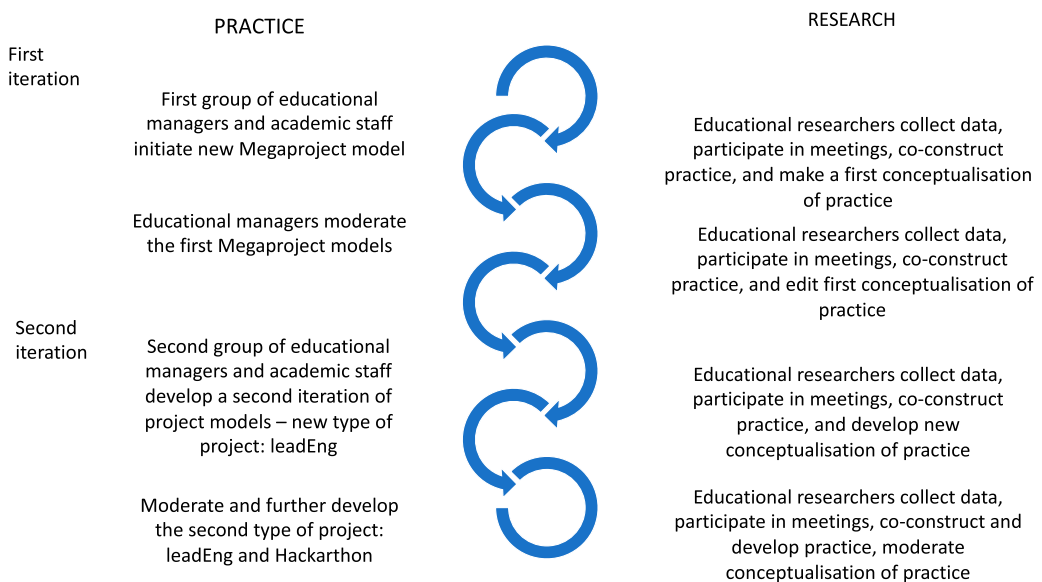 PRACTICE
RESEARCH
First
iteration
First group of educational
managers and academic staff
initiate new Megaproject model
Educational researchers collect data,
participate in meetings, co-construct
practice, and make a first conceptualisation
of practice
Educational managers moderate
the first Megaproject models
Educational researchers collect data,
participate in meetings, co-construct
practice, and edit first conceptualisation of
practice
Second
iteration
Second group of educational
managers and academic staff
develop a second iteration of
project models – new type of
project: leadEng
Educational researchers collect data,
participate in meetings, co-construct
practice, and develop new
conceptualisation of practice
Moderate and further develop
the second type of project:
leadEng and Hackarthon
Educational researchers collect data,
participate in meetings, co-construct and
develop practice, moderate
conceptualisation of practice